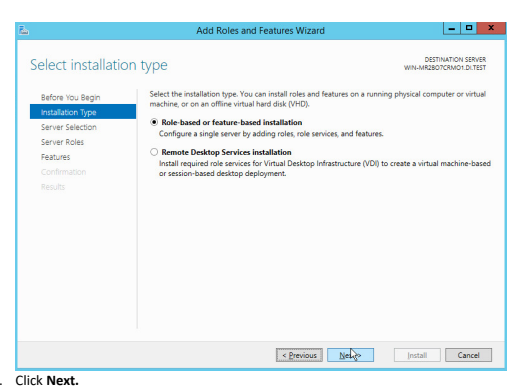 Add Roles and Features Wizard
Select installation type
DESTINATION SERVER
WIN-MR2BO7CRMO1.DI.TEST
Before You Begin
Installation Type
Server Selection
Server Roles
Features
Confirmation
Results
Select the installation type. You can install roles and features on a running physical computer or virtual
machine, or on an offline virtual hard disk (VHD).
Role-based or feature-based installation
Configure a single server by adding roles, role services, and features.
Remote Desktop Services installation
Install required role services for Virtual Desktop Infrastructure (VDI) to create a virtual machine-based
or session-based desktop deployment.
< Previous
Next >
Install
Cancel
. Click Next.